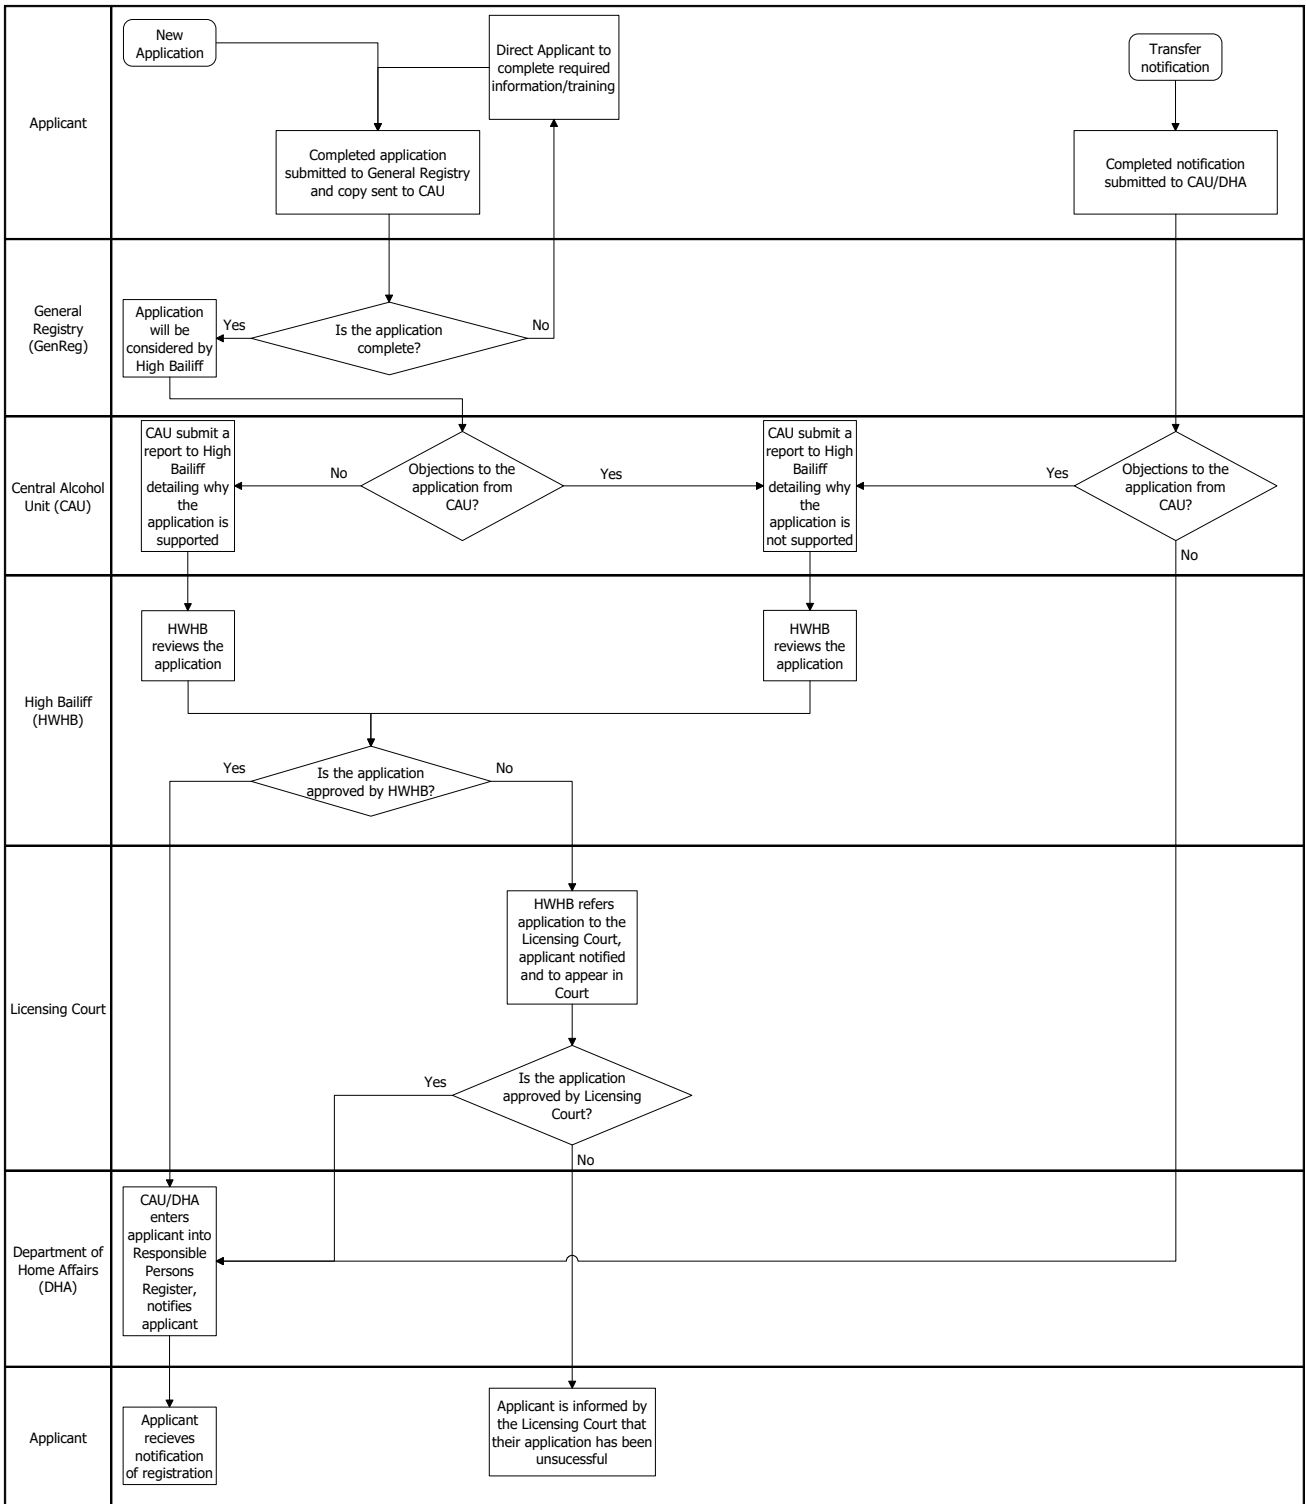 Applicant
New
Application
Direct Applicant to
complete required
information/training
Transfer
notification
Completed application
submitted to General Registry
and copy sent to CAU
Completed notification
submitted to CAU/DHA
General
Registry
(GenReg)
Application
will be
considered by
High Bailiff
Yes
Is the application
complete?
No
Central Alcohol
Unit (CAU)
CAU submit a
report to High
Bailiff
detailing why
the
application is
supported
No
Objections to the
application from
CAU?
Yes
CAU submit a
report to High
Bailiff
detailing why
the
application is
not supported
Yes
Objections to the
application from
CAU?
No
High Bailiff
(HWHB)
HWHB
reviews the
application
HWHB
reviews the
application
Yes
Is the application
approved by HWHB?
No
Licensing Court
HWHB refers
application to the
Licensing Court,
applicant notified
and to appear in
Court
Yes
Is the application
approved by Licensing
Court?
No
Department of
Home Affairs
(DHA)
CAU/DHA
enters
applicant into
Responsible
Persons
Register,
notifies
applicant
Applicant
Applicant
recieves
notification
of registration
Applicant is informed by
the Licensing Court that
their application has been
unsucessful